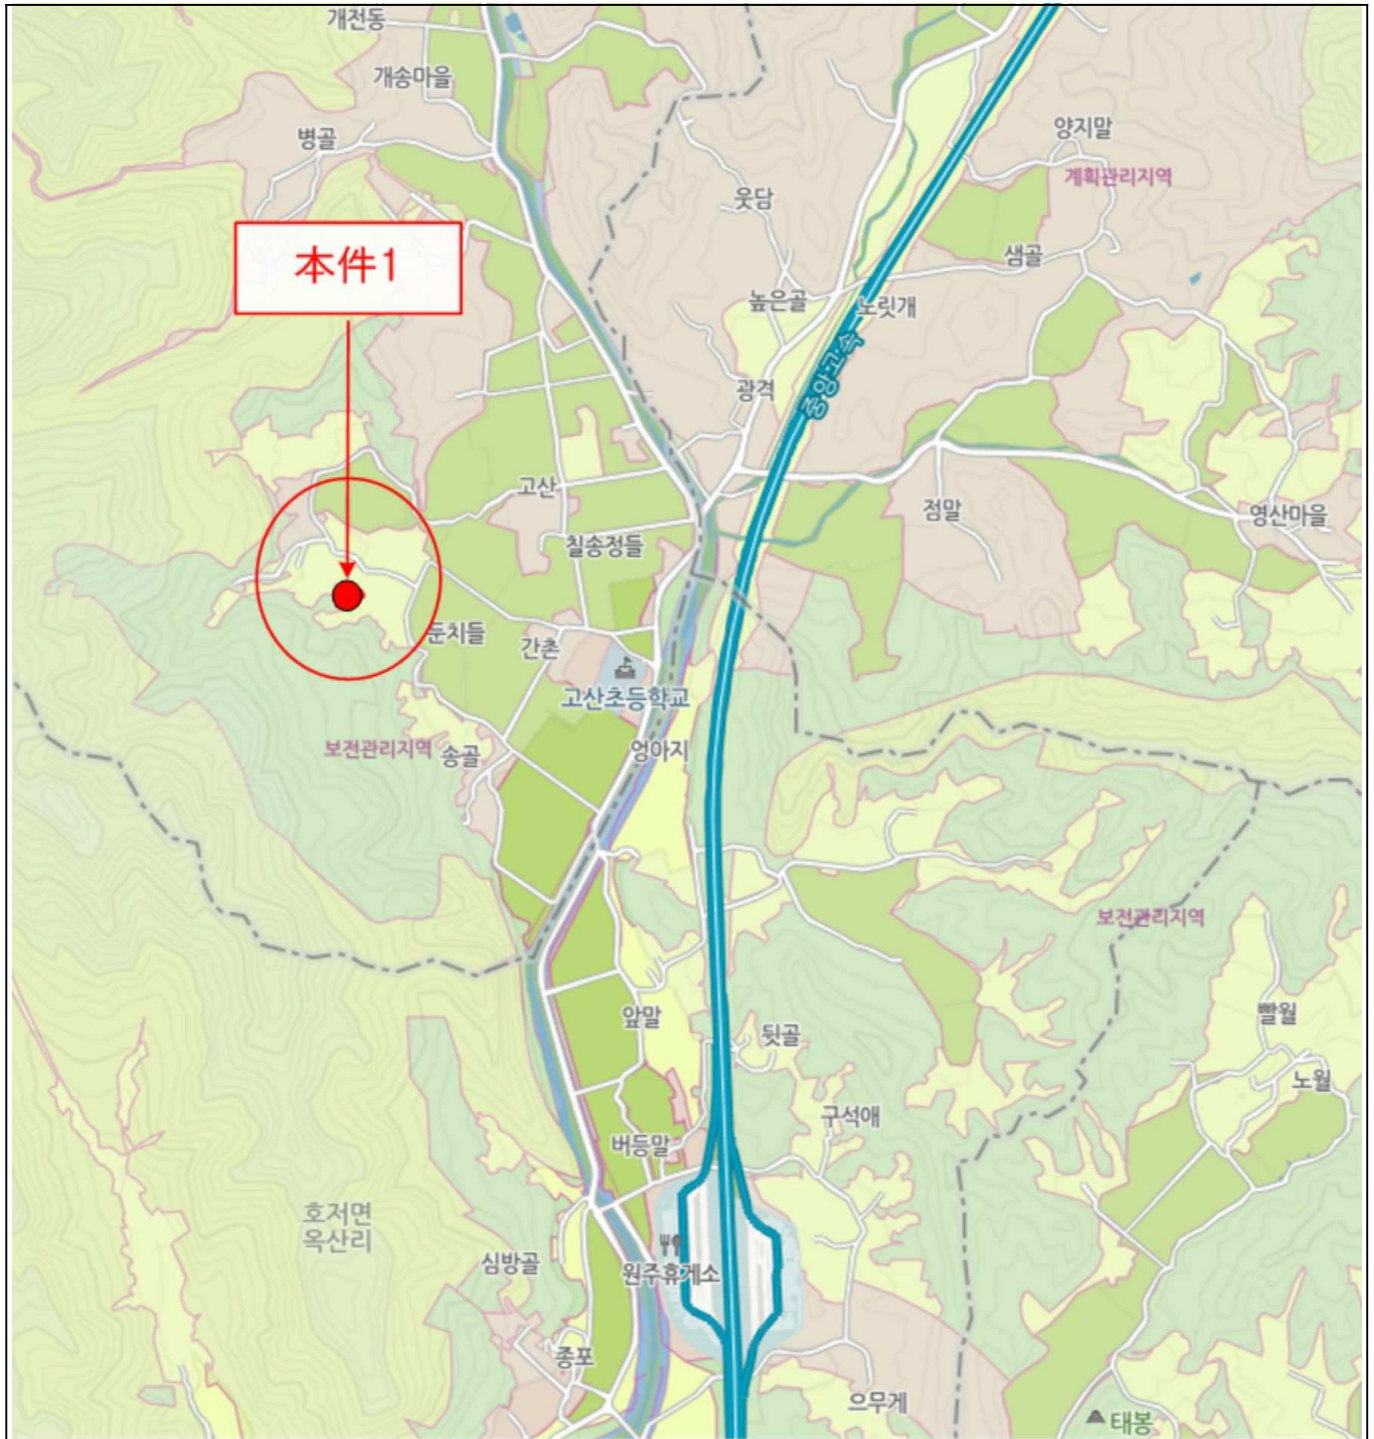 개전동
개송마을
병골
양지말
계획관리지역
웃담
本件1
샘골
높은골
노릿개
중앙고속
광격
고산
점말
영산마을
칠송정들
둔치들
간촌
고산초등학교
보전관리지역
송골
엉아지
보전관리지역
앞말
뒷골
빨월
노월
구석애
버등말
호저면
옥산리
심방골
원주휴게소
종포
으무게
태봉